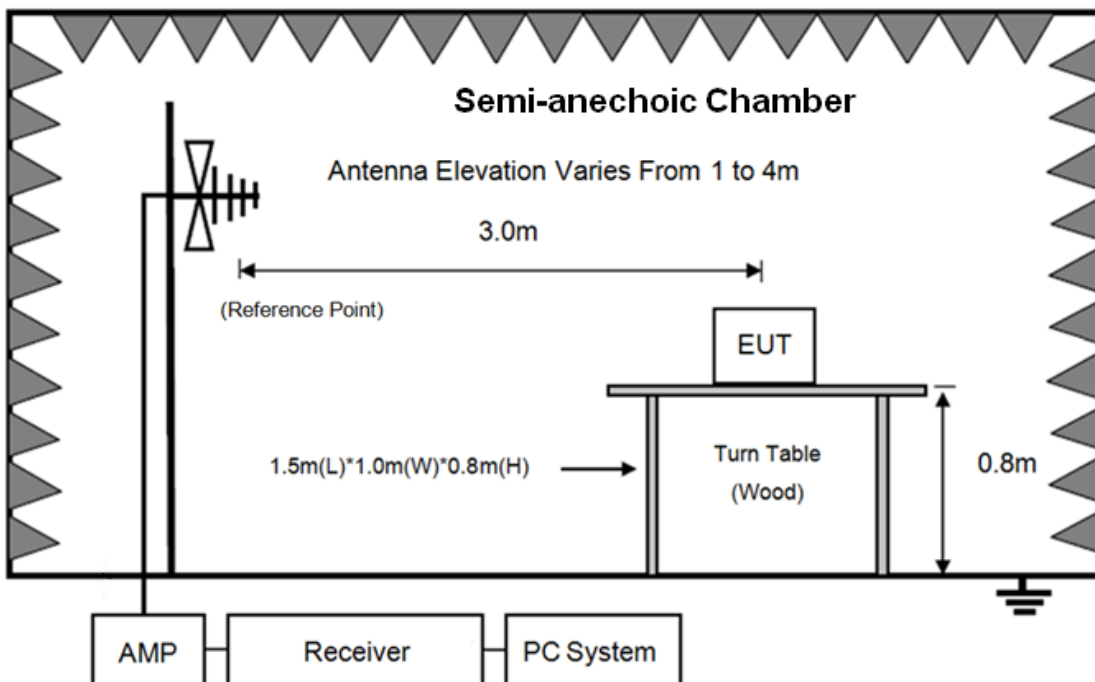 Semi-anechoic Chamber
Antenna Elevation Varies From 1 to 4m
3.0m
(Reference Point)
EUT
1.5m(L)*1.0m(W)*0.8m(H)
Turn Table
(Wood)
0.8m
AMP
Receiver
PC System